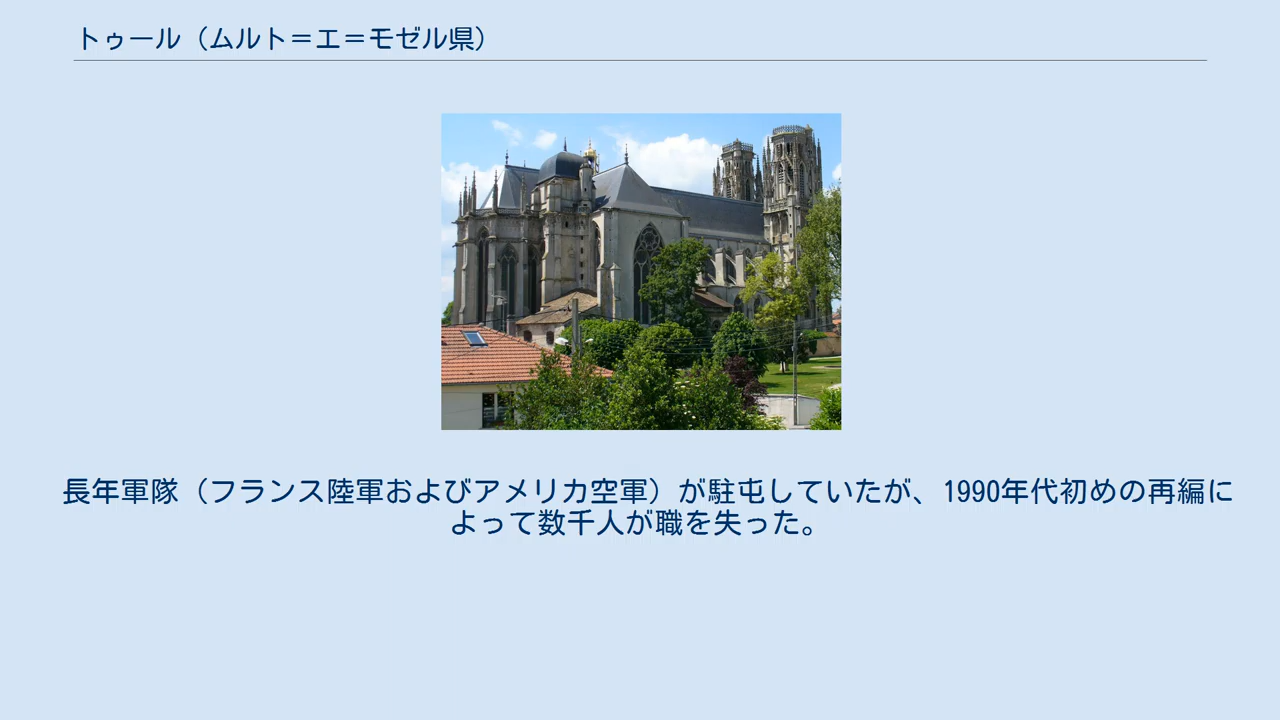 トゥール（ムルト＝エ＝モゼル県）
長年軍隊（フランス陸軍およびアメリカ空軍）が駐屯していたが、1990年代初めの再編に
よって数千人が職を失った。